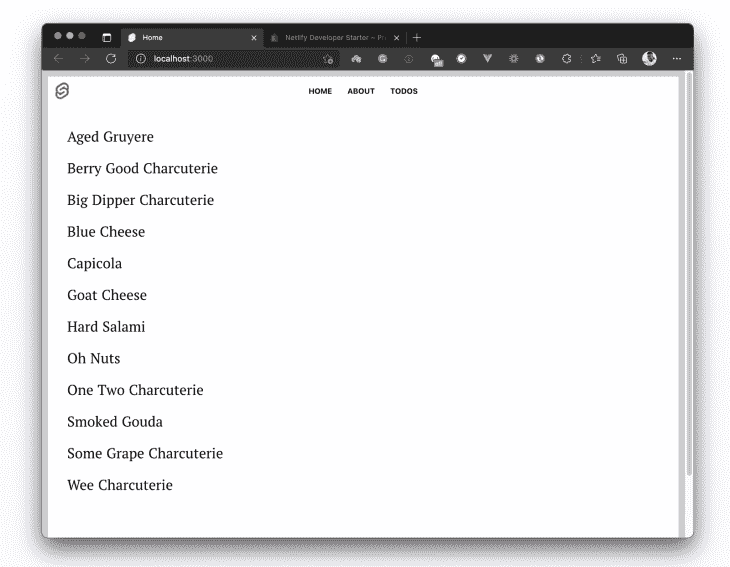 Home
Netlify Developer Starter – Pr
localhost:3000
HOME ABOUT TODOS
Aged Gruyere
Berry Good Charcuterie
Big Dipper Charcuterie
Blue Cheese
Capicola
Goat Cheese
Hard Salami
Oh Nuts
One Two Charcuterie
Smoked Gouda
Some Grape Charcuterie
Wee Charcuterie